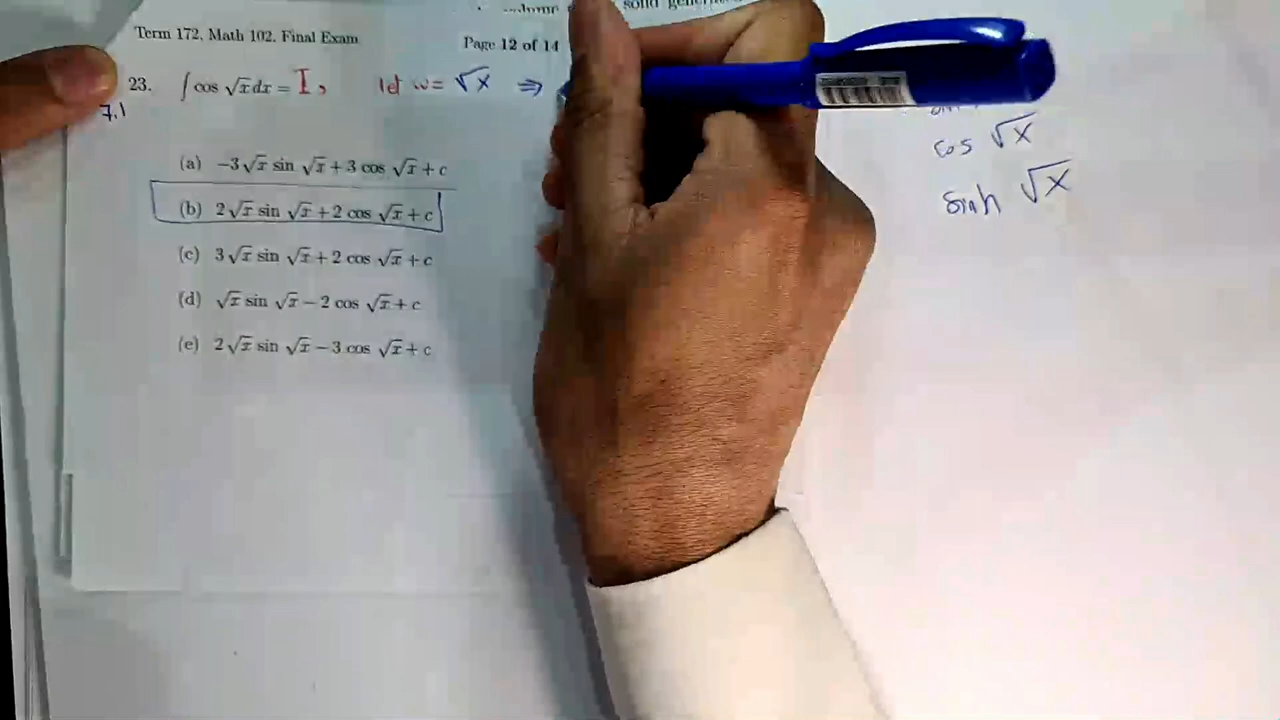 solid
Term 172, Math 102, Final Exam
Page 12 of 14
23. ∫ cos √x dx = I, let w = √x ⇒
7.1
cos √x
(a) −3√x sin √x + 3 cos √x + c
sinh √x
(b) 2√x sin √x + 2 cos √x + c
(c) 3√x sin √x + 2 cos √x + c
(d) √x sin √x − 2 cos √x + c
(e) 2√x sin √x − 3 cos √x + c